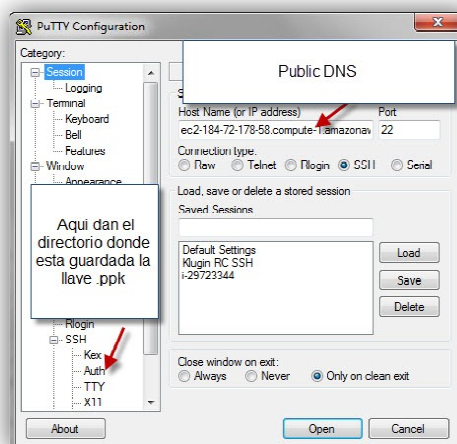 PuTTY Configuration
Category:
Session
Logging
Terminal
Keyboard
Bell
Features
Window
Appearance
Aqui dan el
directorio donde
esta guardada la
llave .ppk
Rlogin
SSH
Kex
Auth
TTY
X11
About
Public DNS
Host Name (or IP address)
Port
ec2-184-72-178-58.compute-1.amazonaw
22
Connection type:
Raw
Telnet
Rlogin
SSH
Serial
Load, save or delete a stored session
Saved Sessions
Default Settings
Klugin RC SSH
i-29723344
Load
Save
Delete
Close window on exit:
Always
Never
Only on clean exit
Open
Cancel